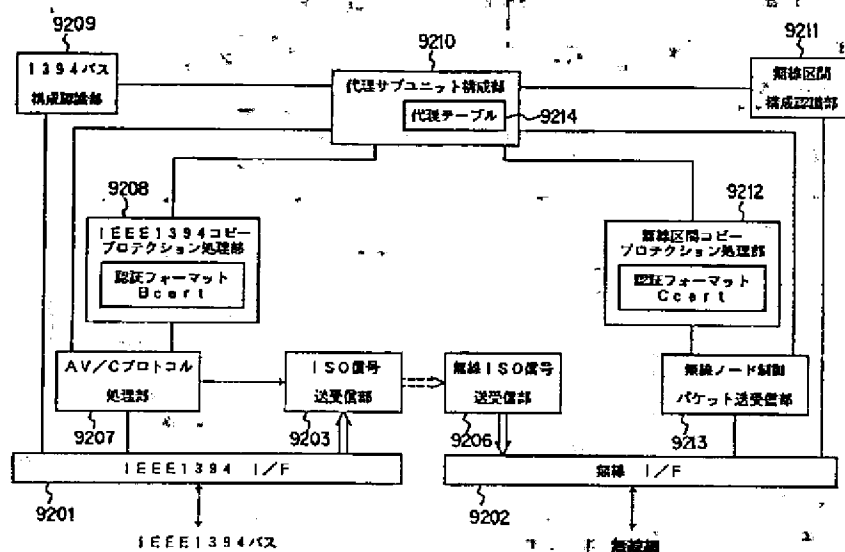 9209
9210
9211
1394バス
構成認識部
代理サブユニット構成部
代理テーブル
9214
無線区間
構成認識部
9208
9212
IEEE1394コピー
プロテクション処理部
認証フォーマット
Bcert
無線区間コピー
プロテクション処理部
認証フォーマット
Ccert
AV/Cプロトコル
処理部
ISO信号
送受信部
無線ISO信号
送受信部
無線ノード制御
パケット送受信部
9207
9203
9206
9213
IEEE1394 I/F
無線 I/F
9201
9202
IEEE1394バス
無線網